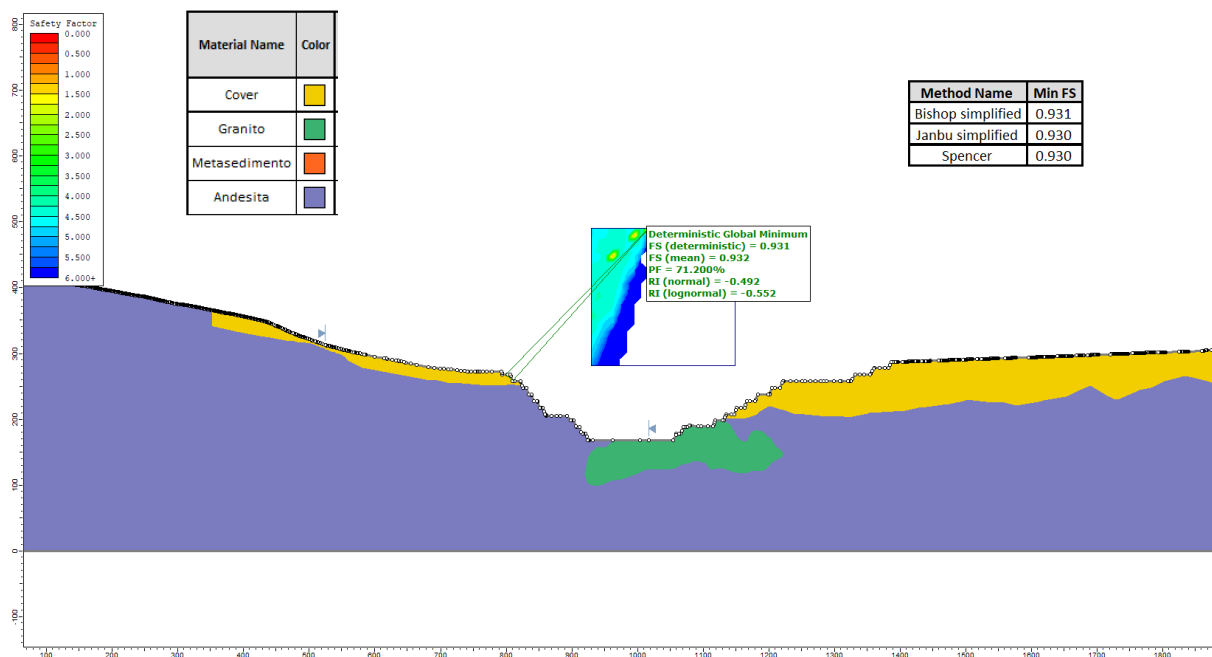 Safety Factor
0.000
0.500
1.000
1.500
2.000
2.500
3.000
3.500
4.000
4.500
5.000
5.500
6.000+
Material Name Color
Cover
Granito
Metasedimento
Andesita
Method Name Min FS
Bishop simplified 0.931
Janbu simplified 0.930
Spencer 0.930
Deterministic Global Minimum
FS (deterministic) = 0.931
FS (mean) = 0.932
PF = 71.200%
RI (normal) = -0.492
RI (lognormal) = -0.552
800
700
600
500
400
300
200
100
0
-100
100 200 300 400 500 600 700 800 900 1000 1100 1200 1300 1400 1500 1600 1700 1800